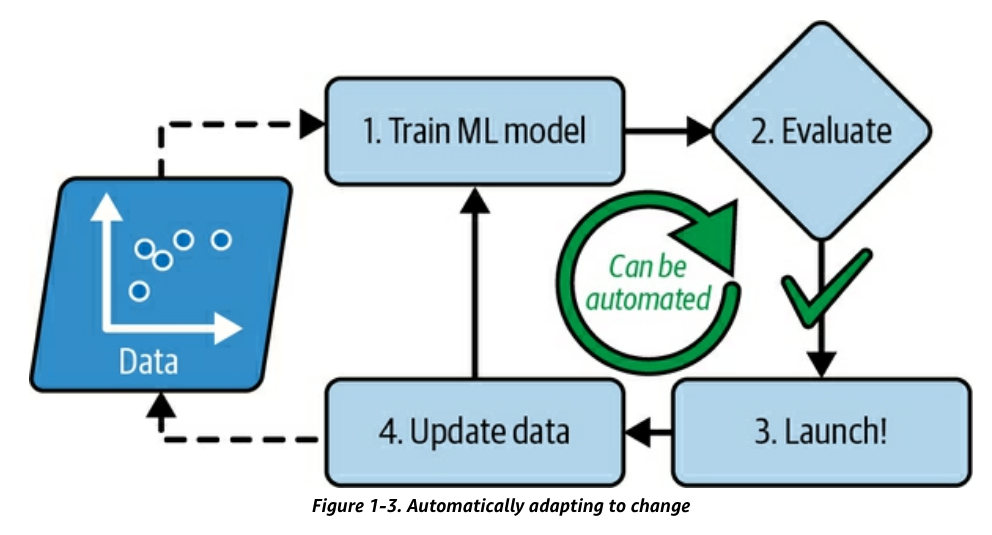 1. Train ML model
2. Evaluate
Can be
automated
Data
4. Update data
3. Launch!
Figure 1-3. Automatically adapting to change